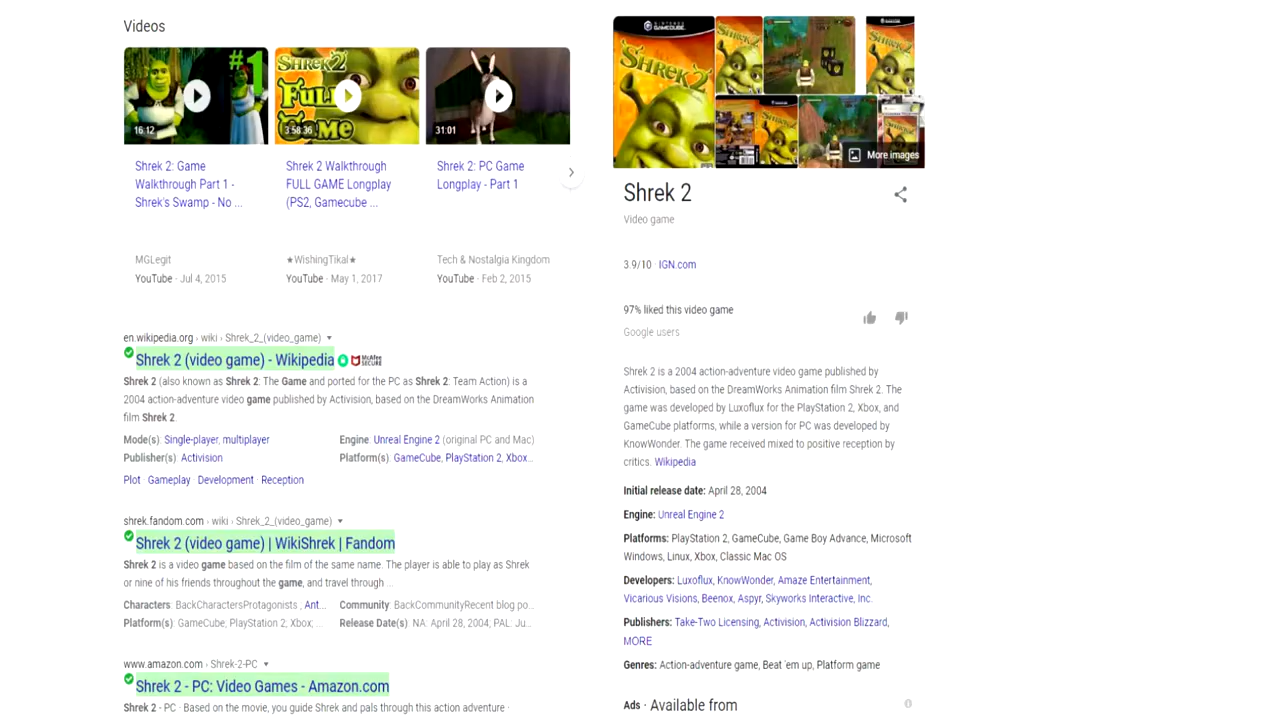 Videos
#1
16:12
SHREK 2
FULL
GAME
3:58:36
31:01
Shrek 2: Game
Walkthrough Part 1 -
Shrek's Swamp - No ...
Shrek 2 Walkthrough
FULL GAME Longplay
(PS2, Gamecube ...
Shrek 2: PC Game
Longplay - Part 1
MGLegit
YouTube · Jul 4, 2015
★WishingTikal★
YouTube · May 1, 2017
Tech & Nostalgia Kingdom
YouTube · Feb 2, 2015
en.wikipedia.org › wiki › Shrek_2_(video_game)
Shrek 2 (video game) - Wikipedia
McAfee
SECURE
Shrek 2 (also known as Shrek 2: The Game and ported for the PC as Shrek 2: Team Action) is a
2004 action-adventure video game published by Activision, based on the DreamWorks Animation
film Shrek 2.
Mode(s): Single-player, multiplayer
Engine: Unreal Engine 2 (original PC and Mac)
Publisher(s): Activision
Platform(s): GameCube, PlayStation 2, Xbox...
Plot · Gameplay · Development · Reception
shrek.fandom.com › wiki › Shrek_2_(video_game)
Shrek 2 (video game) | WikiShrek | Fandom
Shrek 2 is a video game based on the film of the same name. The player is able to play as Shrek
or nine of his friends throughout the game, and travel through ...
Characters: BackCharactersProtagonists , Ant...
Community: BackCommunityRecent blog po...
Platform(s): GameCube; PlayStation 2, Xbox; ...
Release Date(s): NA: April 28, 2004; PAL: Ju...
www.amazon.com › Shrek-2-PC
Shrek 2 - PC: Video Games - Amazon.com
Shrek 2 - PC · Based on the movie, you guide Shrek and pals through this action adventure ·
NINTENDO
GAMECUBE
SHREK 2
More images
Shrek 2
Video game
3.9/10 · IGN.com
97% liked this video game
Google users
Shrek 2 is a 2004 action-adventure video game published by
Activision, based on the DreamWorks Animation film Shrek 2. The
game was developed by Luxoflux for the PlayStation 2, Xbox, and
GameCube platforms, while a version for PC was developed by
KnowWonder. The game received mixed to positive reception by
critics. Wikipedia
Initial release date: April 28, 2004
Engine: Unreal Engine 2
Platforms: PlayStation 2, GameCube, Game Boy Advance, Microsoft
Windows, Linux, Xbox, Classic Mac OS
Developers: Luxoflux, KnowWonder, Amaze Entertainment,
Vicarious Visions, Beenox, Aspyr, Skyworks Interactive, Inc.
Publishers: Take-Two Licensing, Activision, Activision Blizzard,
MORE
Genres: Action-adventure game, Beat 'em up, Platform game
Ads · Available from